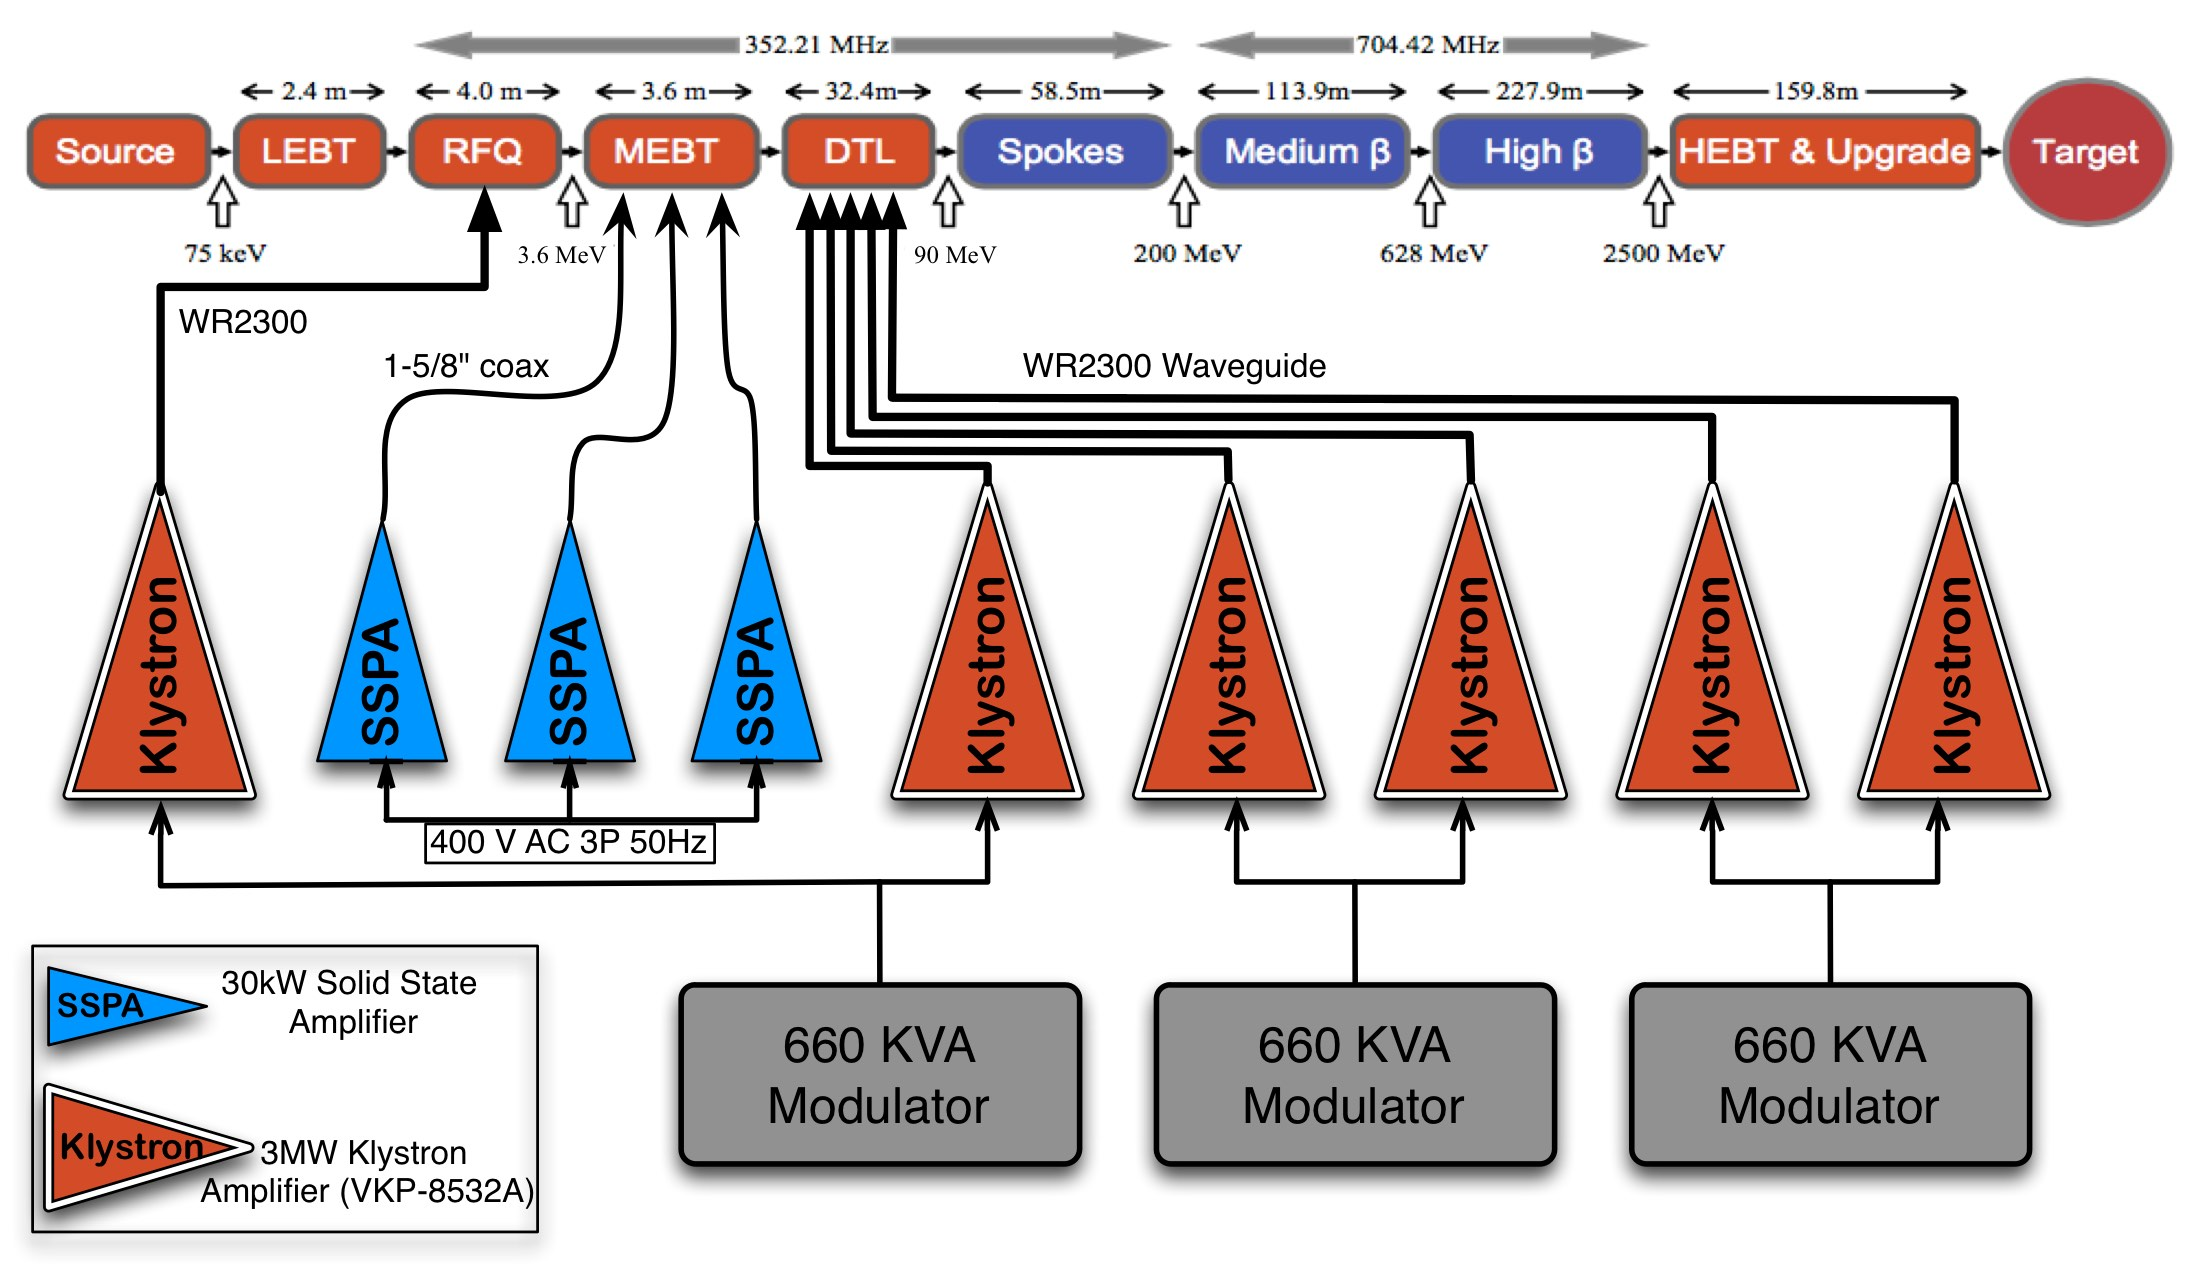 352.21 MHz
704.42 MHz
2.4 m
4.0 m
3.6 m
32.4m
58.5m
113.9m
227.9m
159.8m
Source
LEBT
RFQ
MEBT
DTL
Spokes
Medium β
High β
HEBT & Upgrade
Target
75 keV
3.6 MeV
90 MeV
200 MeV
628 MeV
2500 MeV
WR2300
1-5/8" coax
WR2300 Waveguide
Klystron
SSPA
SSPA
SSPA
Klystron
Klystron
Klystron
Klystron
Klystron
400 V AC 3P 50Hz
SSPA
30kW Solid State
Amplifier
Klystron
3MW Klystron
Amplifier (VKP-8532A)
660 KVA
Modulator
660 KVA
Modulator
660 KVA
Modulator